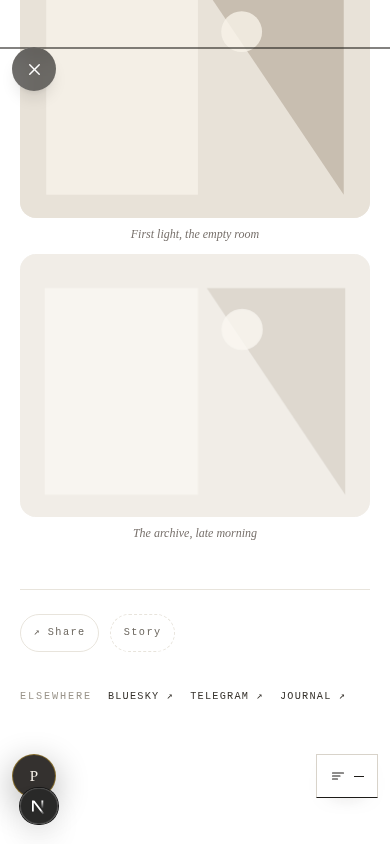 First light, the empty room
The archive, late morning
↗ Share Story
ELSEWHERE BLUESKY ↗ TELEGRAM ↗ JOURNAL ↗
P
N